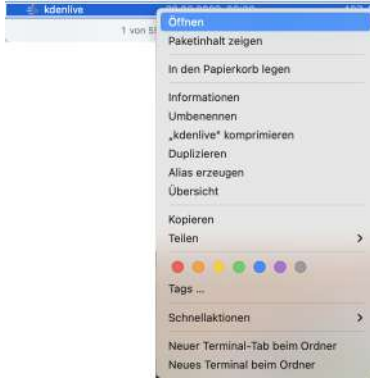 kdenlive
1 von
Öffnen
Paketinhalt zeigen
In den Papierkorb legen
Informationen
Umbenennen
„kdenlive“ komprimieren
Duplizieren
Alias erzeugen
Übersicht
Kopieren
Teilen
Tags ...
Schnellaktionen
Neuer Terminal-Tab beim Ordner
Neues Terminal beim Ordner